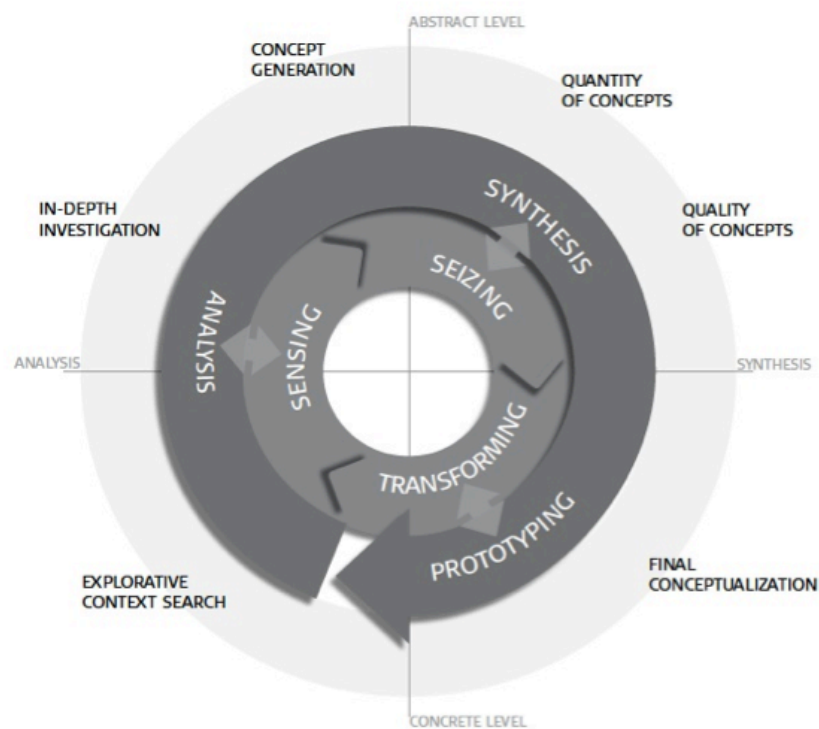 ABSTRACT LEVEL
CONCEPT
GENERATION
QUANTITY
OF CONCEPTS
IN-DEPTH
INVESTIGATION
QUALITY
OF CONCEPTS
SYNTHESIS
SEIZING
ANALYSIS
SENSING
ANALYSIS
SYNTHESIS
TRANSFORMING
PROTOTYPING
EXPLORATIVE
CONTEXT SEARCH
FINAL
CONCEPTUALIZATION
CONCRETE LEVEL